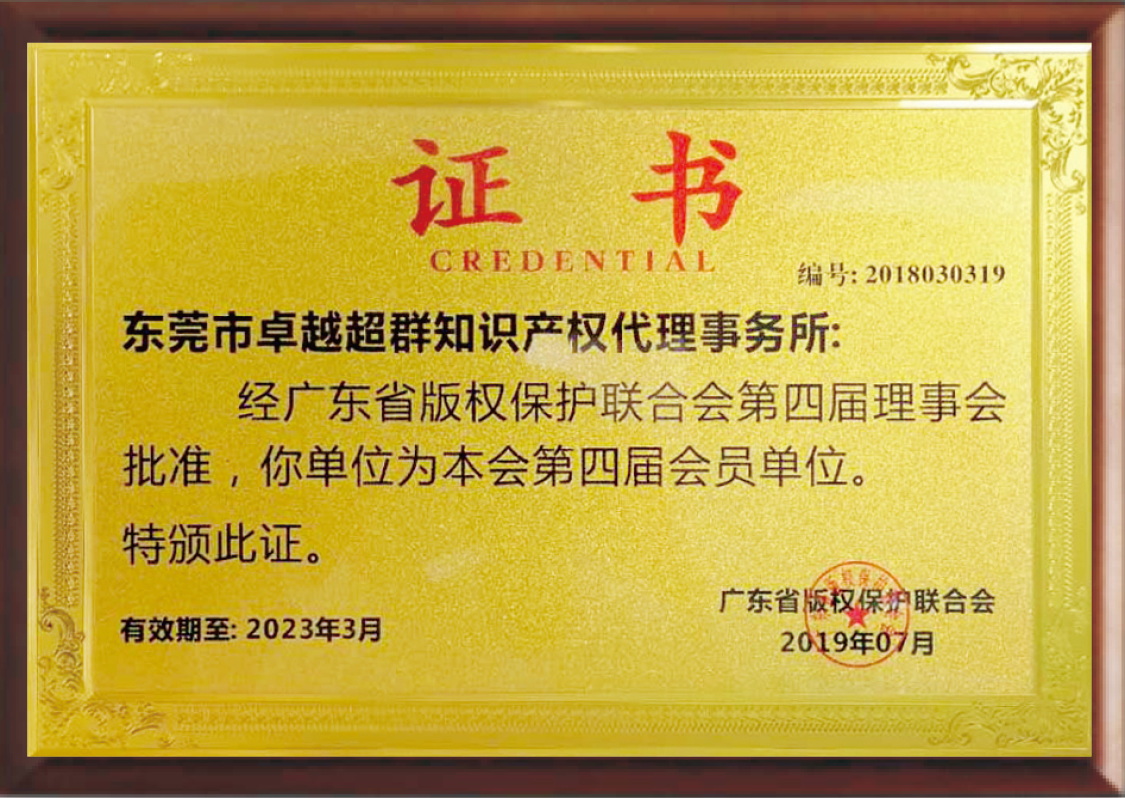 证书
CREDENTIAL
编号: 2018030319
东莞市卓越超群知识产权代理事务所:
经广东省版权保护联合会第四届理事会
批准，你单位为本会第四届会员单位。
特颁此证。
广东省版权保护联合会
有效期至: 2023年3月
2019年07月